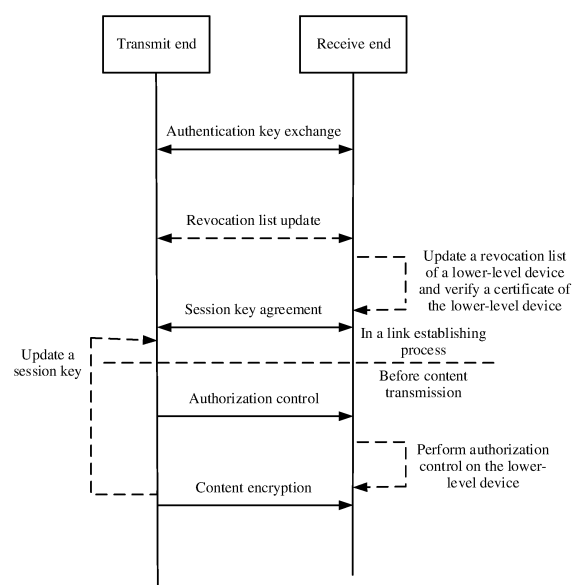 Transmit end
Receive end
Authentication key exchange
Revocation list update
Update a revocation list
of a lower-level device
and verify a certificate of
the lower-level device
Session key agreement
In a link establishing
process
Update a
session key
Before content
transmission
Authorization control
Perform authorization
control on the lower-
level device
Content encryption